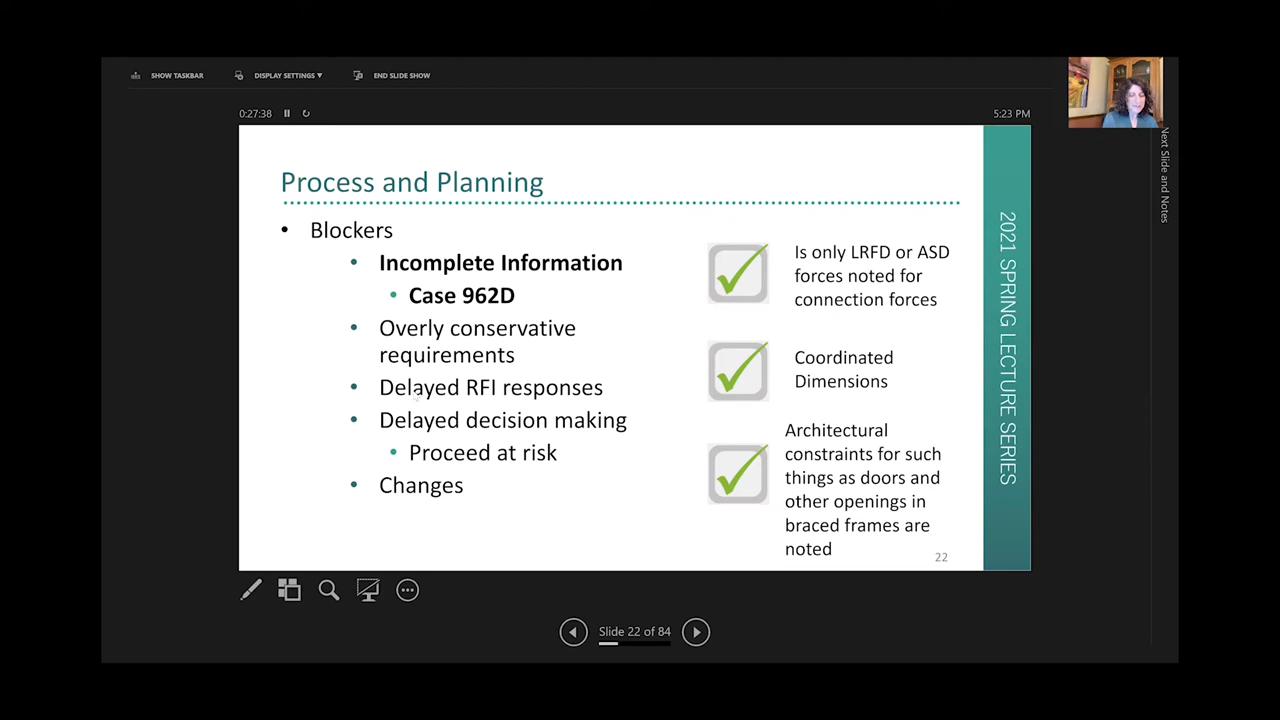 SHOW TASKBAR
DISPLAY SETTINGS ▼
END SLIDE SHOW
0:27:38
5:23 PM
Next Slide and Notes
Process and Planning
• Blockers
• Incomplete Information
• Case 962D
• Overly conservative
requirements
• Delayed RFI responses
• Delayed decision making
• Proceed at risk
• Changes
Is only LRFD or ASD
forces noted for
connection forces
Coordinated
Dimensions
Architectural
constraints for such
things as doors and
other openings in
braced frames are
noted
22
2021 SPRING LECTURE SERIES
Slide 22 of 84